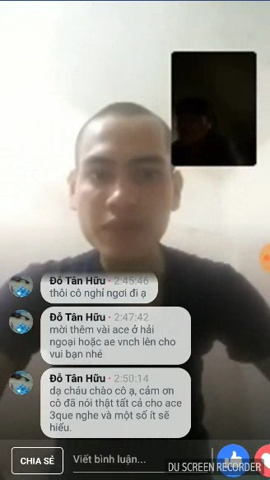 Đỗ Tân Hữu · 2:45:46
thôi cô nghỉ ngơi đi ạ
Đỗ Tân Hữu · 2:47:42
mời thêm vài ace ở hải
ngoại hoặc ae vnch lên cho
vui bạn nhé
Đỗ Tân Hữu · 2:50:14
dạ cháu chào cô ạ, cảm ơn
cô đã nói thật tất cả cho ace
3que nghe và một số ít sẽ
hiểu.
CHIA SẺ
Viết bình luận...
DU SCREEN RECORDER